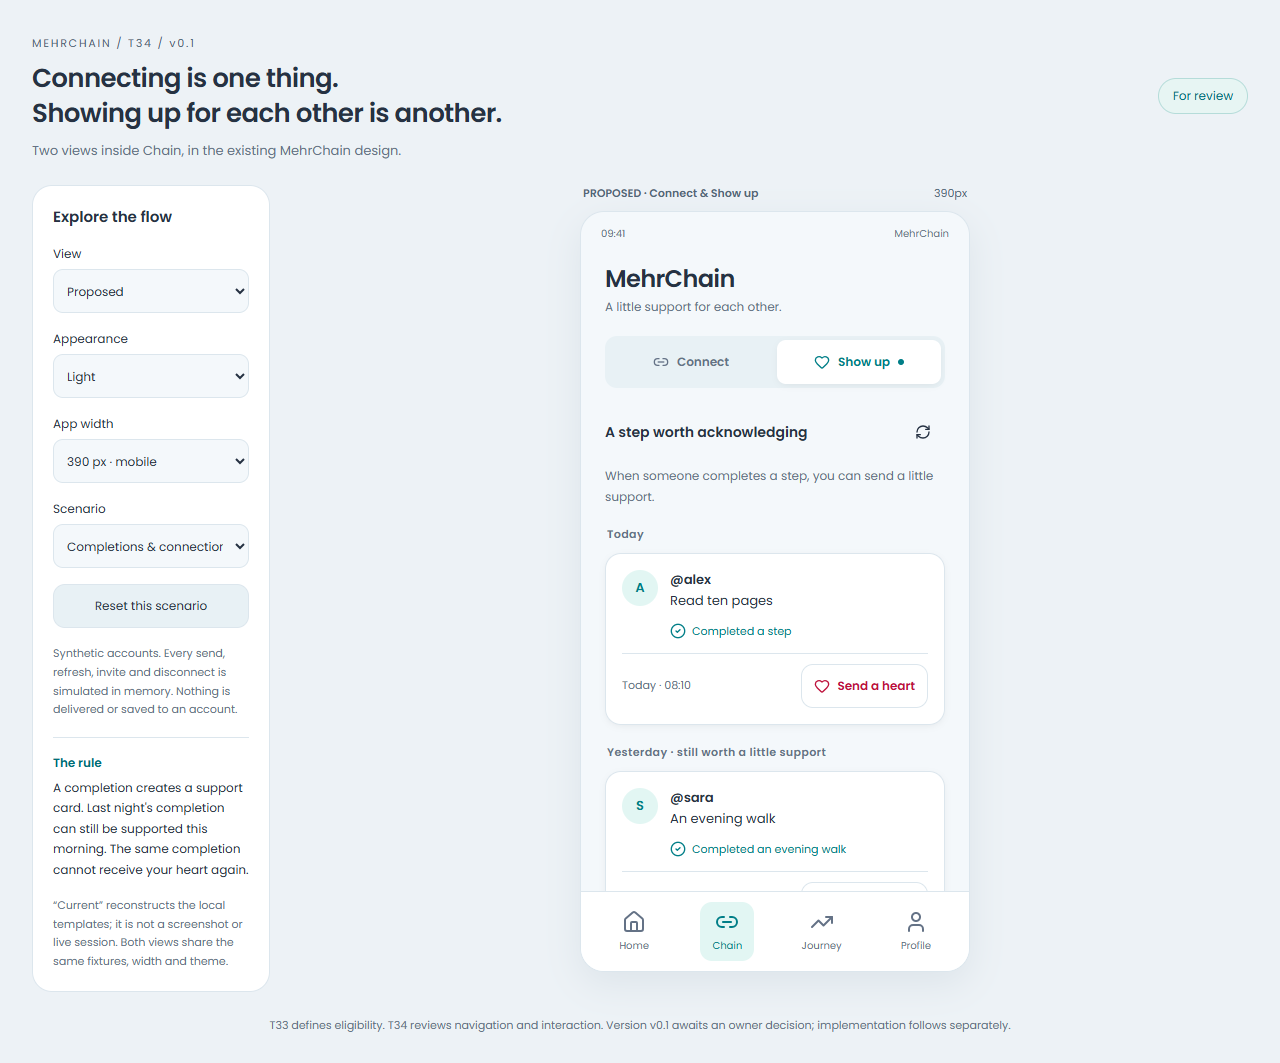 MEHRCHAIN / T34 / v0.1
Connecting is one thing.
Showing up for each other is another.
Two views inside Chain, in the existing MehrChain design.
For review
Explore the flow
View
Proposed
Appearance
Light
App width
390 px · mobile
Scenario
Completions & connection
Reset this scenario
Synthetic accounts. Every send,
refresh, invite and disconnect is
simulated in memory. Nothing is
delivered or saved to an account.
The rule
A completion creates a support
card. Last night's completion
can still be supported this
morning. The same completion
cannot receive your heart again.
“Current” reconstructs the local
templates; it is not a screenshot or
live session. Both views share the
same fixtures, width and theme.
PROPOSED · Connect & Show up
390px
09:41
MehrChain
MehrChain
A little support for each other.
Connect
Show up
A step worth acknowledging
When someone completes a step, you can send a little
support.
Today
A
@alex
Read ten pages
Completed a step
Today · 08:10
Send a heart
Yesterday · still worth a little support
S
@sara
An evening walk
Completed an evening walk
Home
Chain
Journey
Profile
T33 defines eligibility. T34 reviews navigation and interaction. Version v0.1 awaits an owner decision; implementation follows separately.